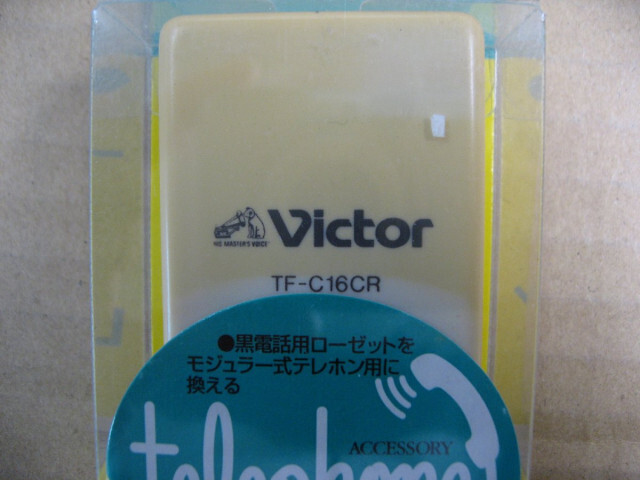 HIS MASTER'S VOICE
Victor
TF-C16CR
●黒電話用ローゼットを
モジュラー式テレホン用に
換える
ACCESSORY
telephone